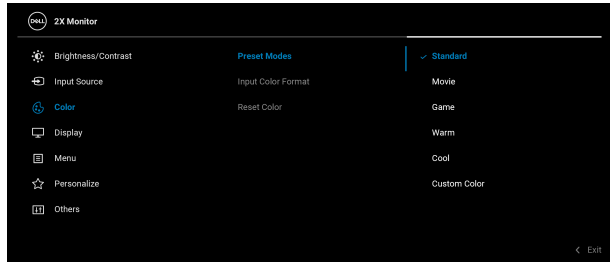 DELL 2X Monitor
Brightness/Contrast Preset Modes ✓ Standard
Input Source Input Color Format Movie
Color Reset Color Game
Display Warm
Menu Cool
Personalize Custom Color
Others
< Exit